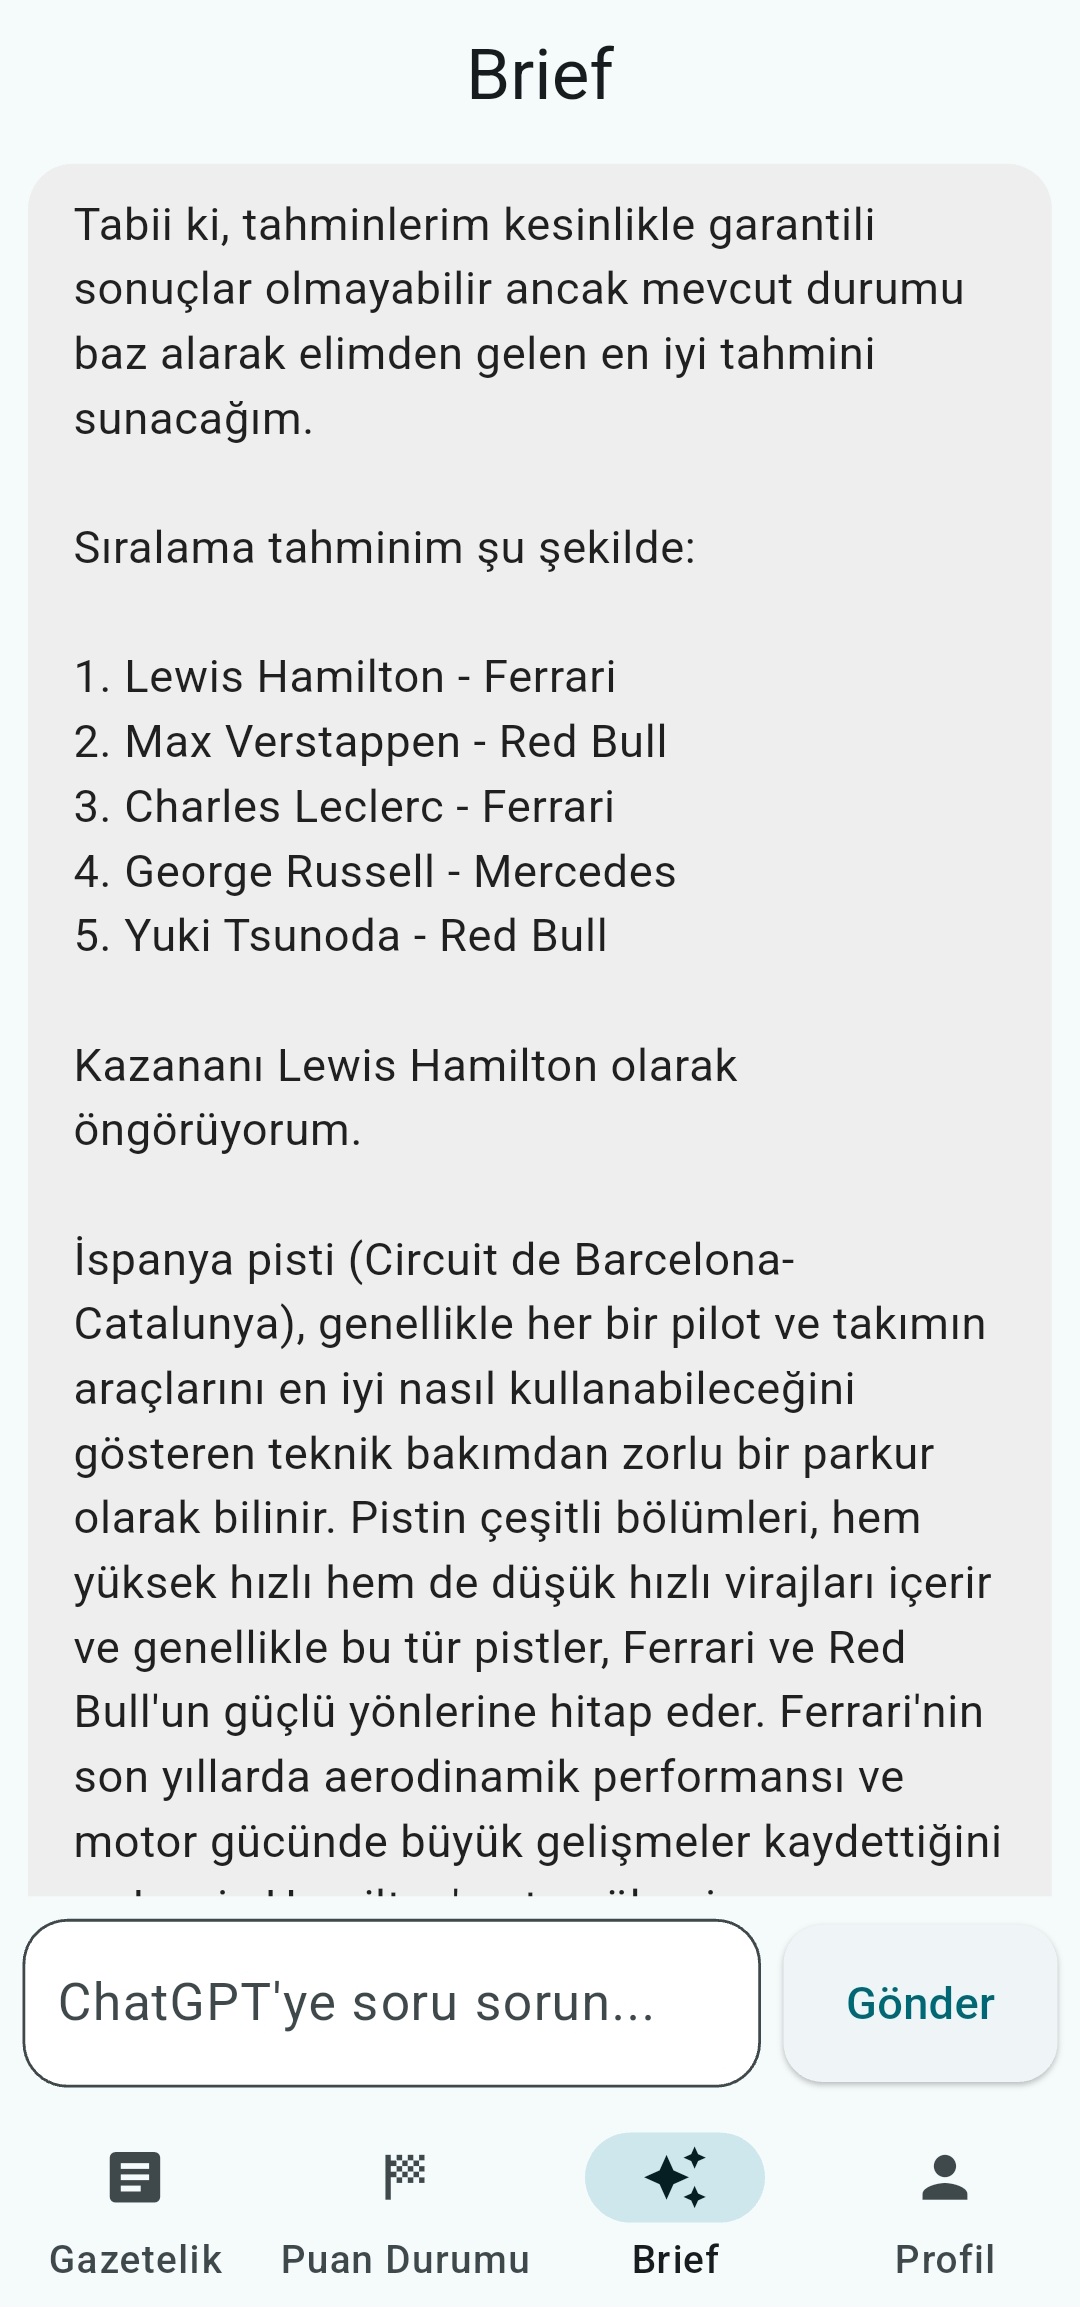 Brief
Tabii ki, tahminlerim kesinlikle garantili
sonuçlar olmayabilir ancak mevcut durumu
baz alarak elimden gelen en iyi tahmini
sunacağım.
Sıralama tahminim şu şekilde:
1. Lewis Hamilton - Ferrari
2. Max Verstappen - Red Bull
3. Charles Leclerc - Ferrari
4. George Russell - Mercedes
5. Yuki Tsunoda - Red Bull
Kazananı Lewis Hamilton olarak
öngörüyorum.
İspanya pisti (Circuit de Barcelona-
Catalunya), genellikle her bir pilot ve takımın
araçlarını en iyi nasıl kullanabileceğini
gösteren teknik bakımdan zorlu bir parkur
olarak bilinir. Pistin çeşitli bölümleri, hem
yüksek hızlı hem de düşük hızlı virajları içerir
ve genellikle bu tür pistler, Ferrari ve Red
Bull'un güçlü yönlerine hitap eder. Ferrari'nin
son yıllarda aerodinamik performansı ve
motor gücünde büyük gelişmeler kaydettiğini
ChatGPT'ye soru sorun...
Gönder
Gazetelik
Puan Durumu
Brief
Profil